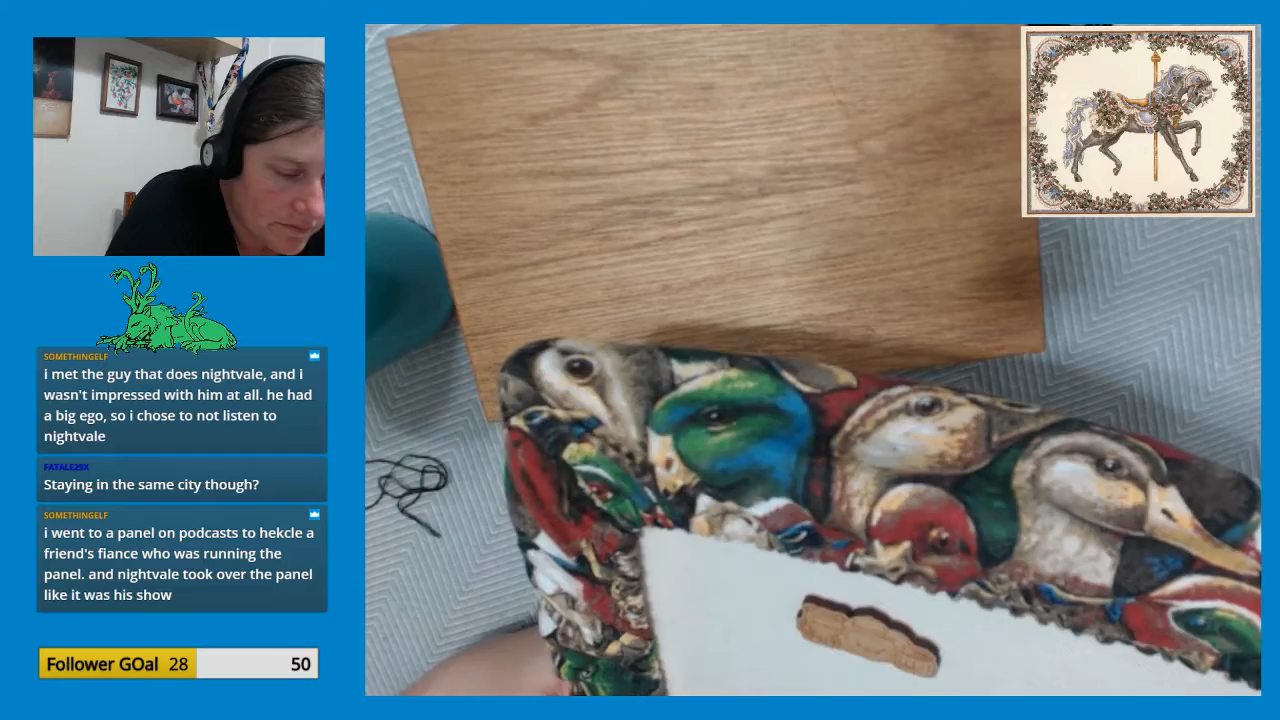 SOMETHINGELF
i met the guy that does nightvale, and i
wasn't impressed with him at all. he had
a big ego, so i chose to not listen to
nightvale
FATALE29X
Staying in the same city though?
SOMETHINGELF
i went to a panel on podcasts to hekcle a
friend's fiance who was running the
panel. and nightvale took over the panel
like it was his show
Follower GOal 28 50